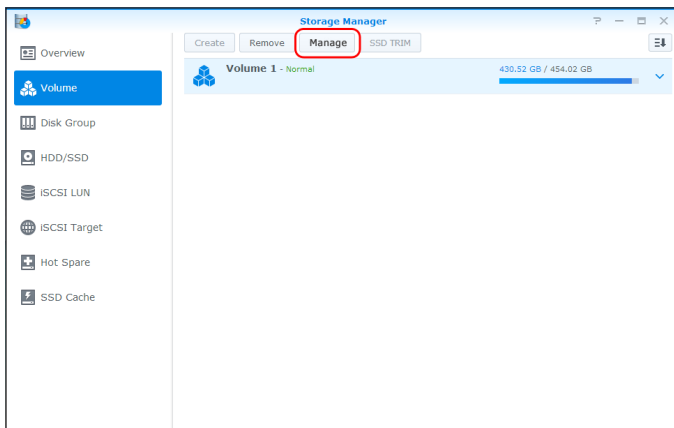 Storage Manager
Overview
Volume
Disk Group
HDD/SSD
iSCSI LUN
iSCSI Target
Hot Spare
SSD Cache
Create Remove Manage SSD TRIM
Volume 1 - Normal 430.52 GB / 454.02 GB